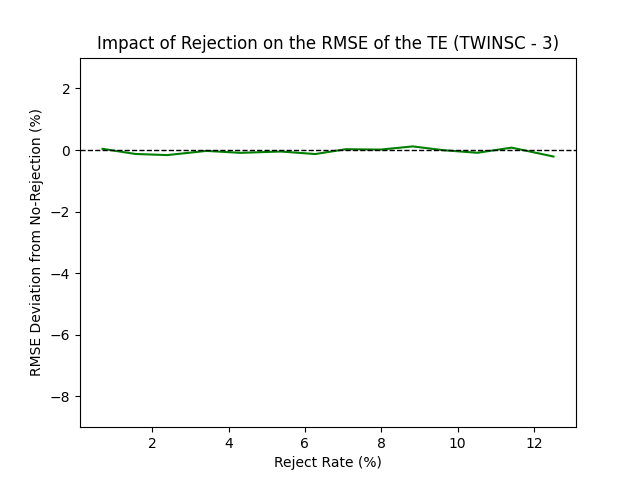 Impact of Rejection on the RMSE of the TE (TWINSC - 3)
RMSE Deviation from No-Rejection (%)
2
0
−2
−4
−6
−8
2 4 6 8 10 12
Reject Rate (%)